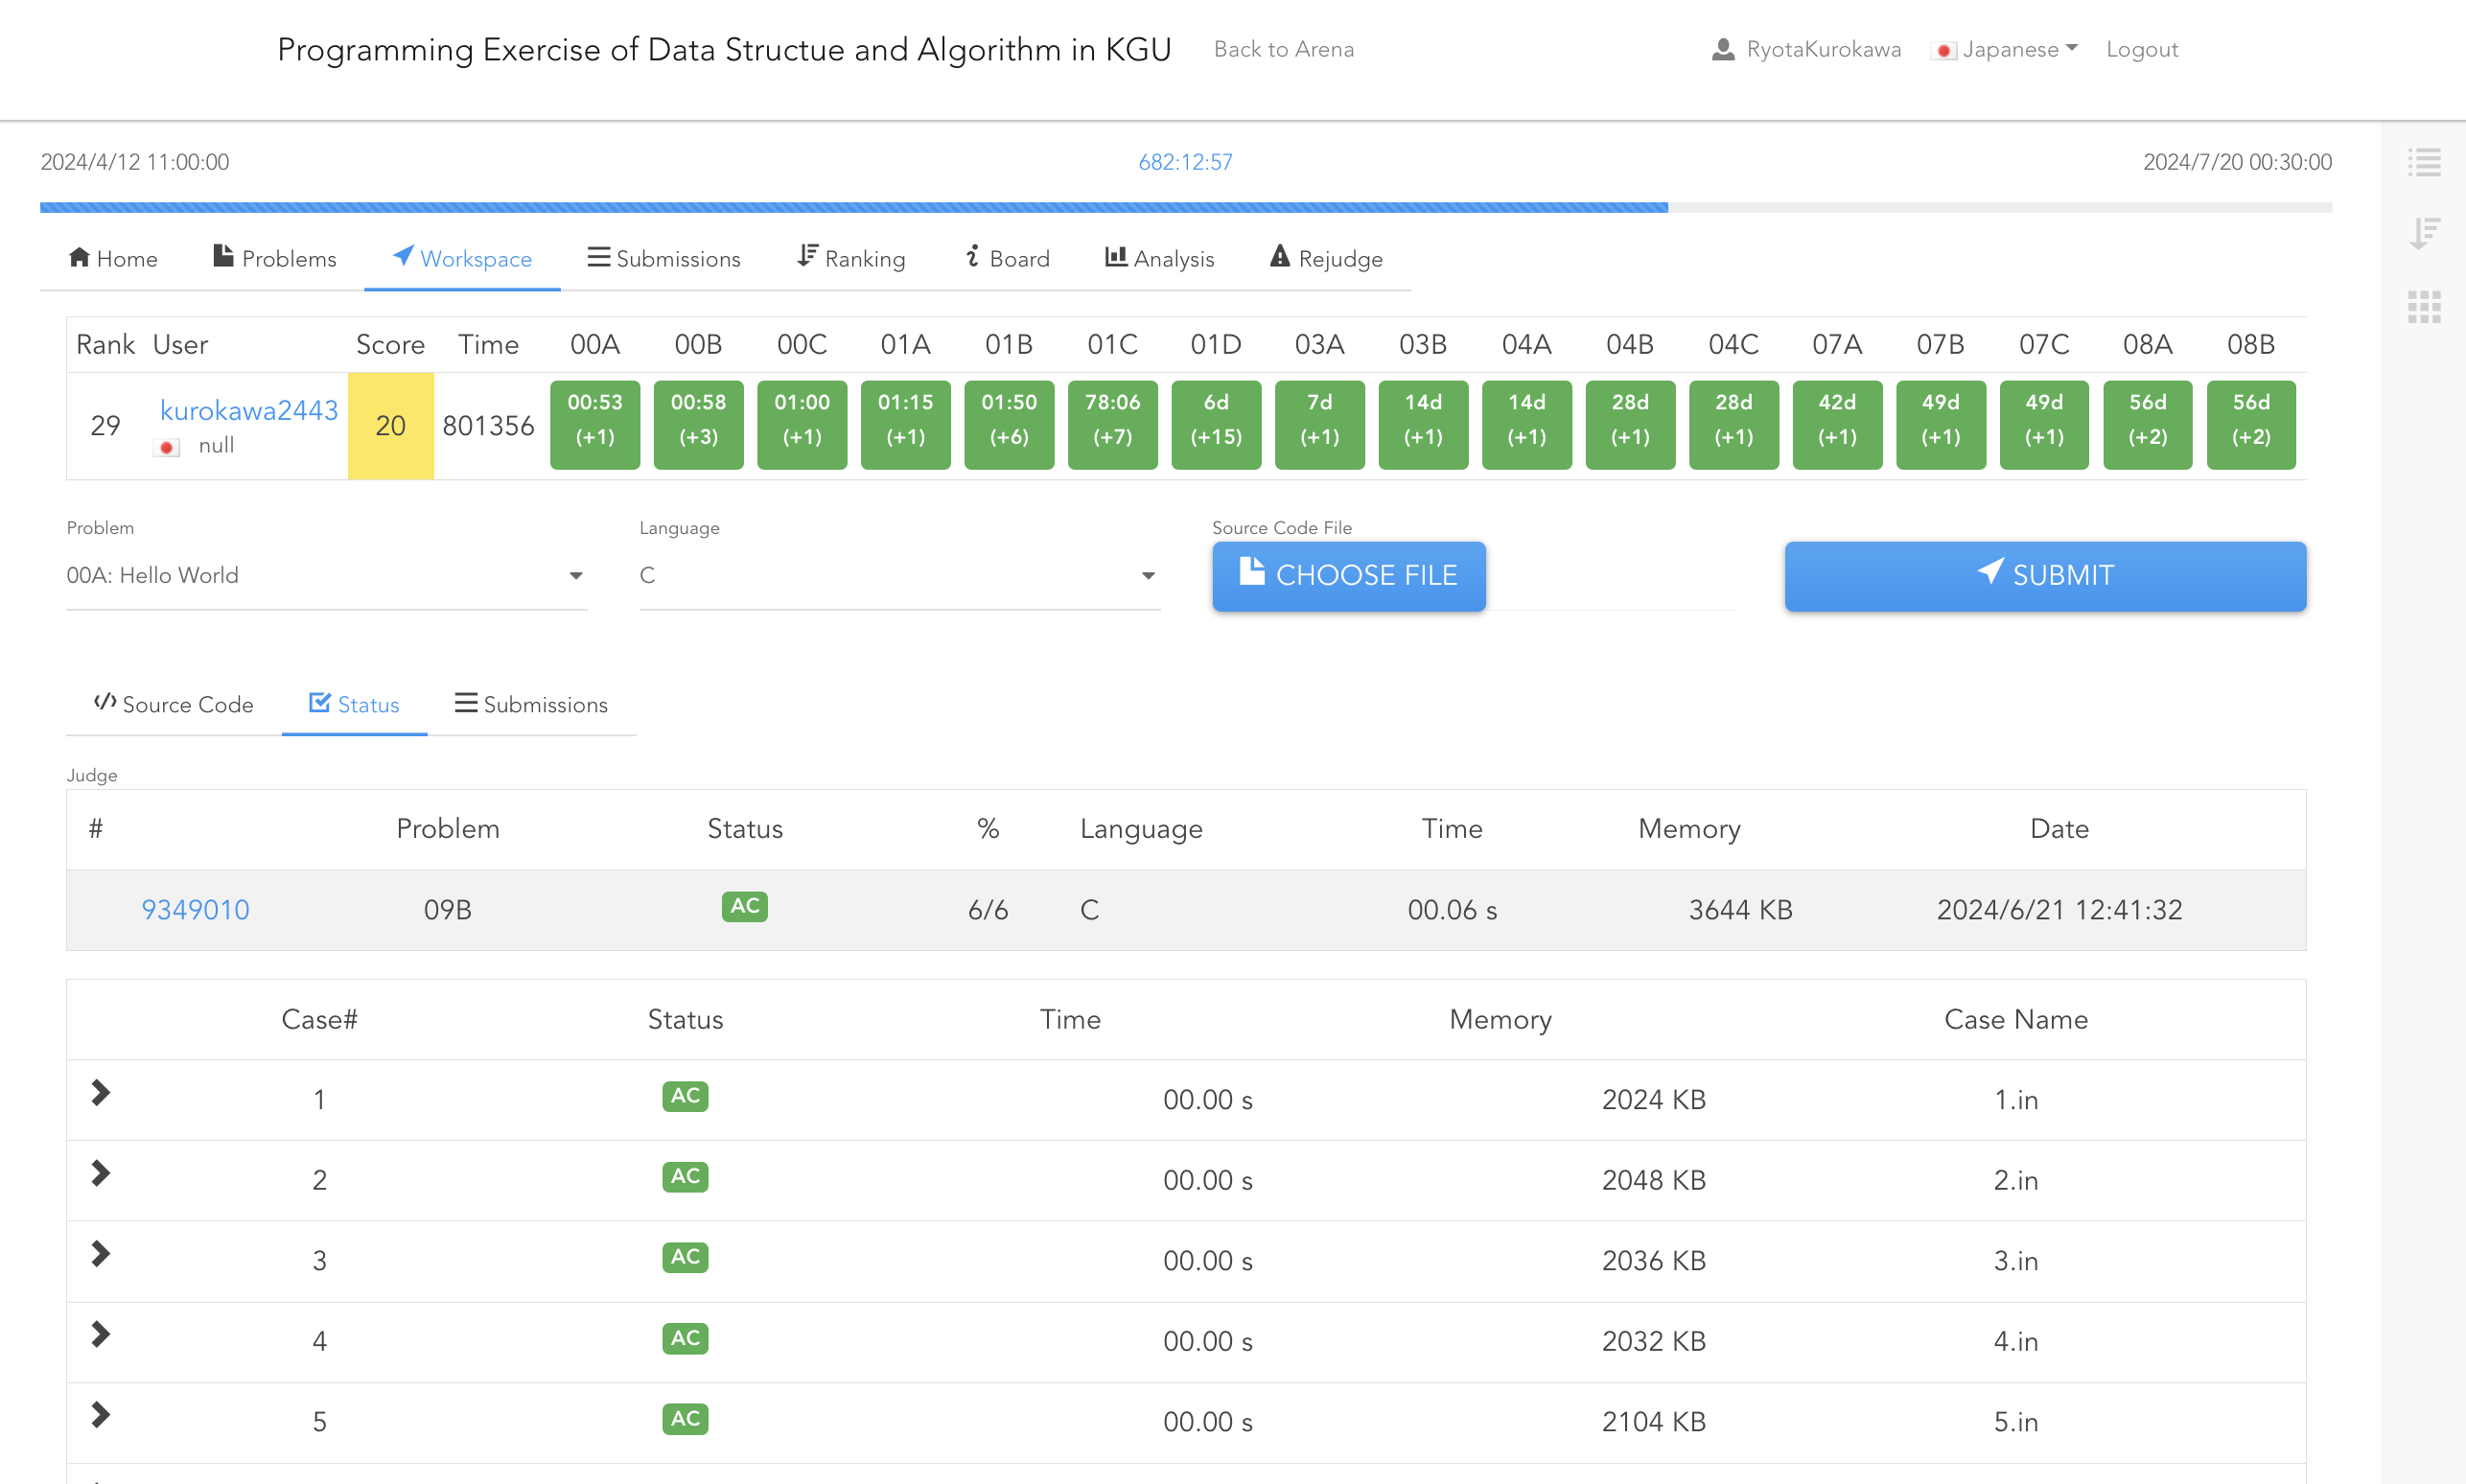 Programming Exercise of Data Structue and Algorithm in KGU Back to Arena RyotaKurokawa Japanese Logout
2024/4/12 11:00:00 682:12:57 2024/7/20 00:30:00
Home Problems Workspace Submissions Ranking Board Analysis Rejudge
Rank User Score Time 00A 00B 00C 01A 01B 01C 01D 03A 03B 04A 04B 04C 07A 07B 07C 08A 08B
29 kurokawa2443 null 20 801356 00:53 (+1) 00:58 (+3) 01:00 (+1) 01:15 (+1) 01:50 (+6) 78:06 (+7) 6d (+15) 7d (+1) 14d (+1) 14d (+1) 28d (+1) 28d (+1) 42d (+1) 49d (+1) 49d (+1) 56d (+2) 56d (+2)
Problem Language Source Code File
00A: Hello World C CHOOSE FILE SUBMIT
Source Code Status Submissions
Judge
# Problem Status % Language Time Memory Date
9349010 09B AC 6/6 C 00.06 s 3644 KB 2024/6/21 12:41:32
Case# Status Time Memory Case Name
1 AC 00.00 s 2024 KB 1.in
2 AC 00.00 s 2048 KB 2.in
3 AC 00.00 s 2036 KB 3.in
4 AC 00.00 s 2032 KB 4.in
5 AC 00.00 s 2104 KB 5.in